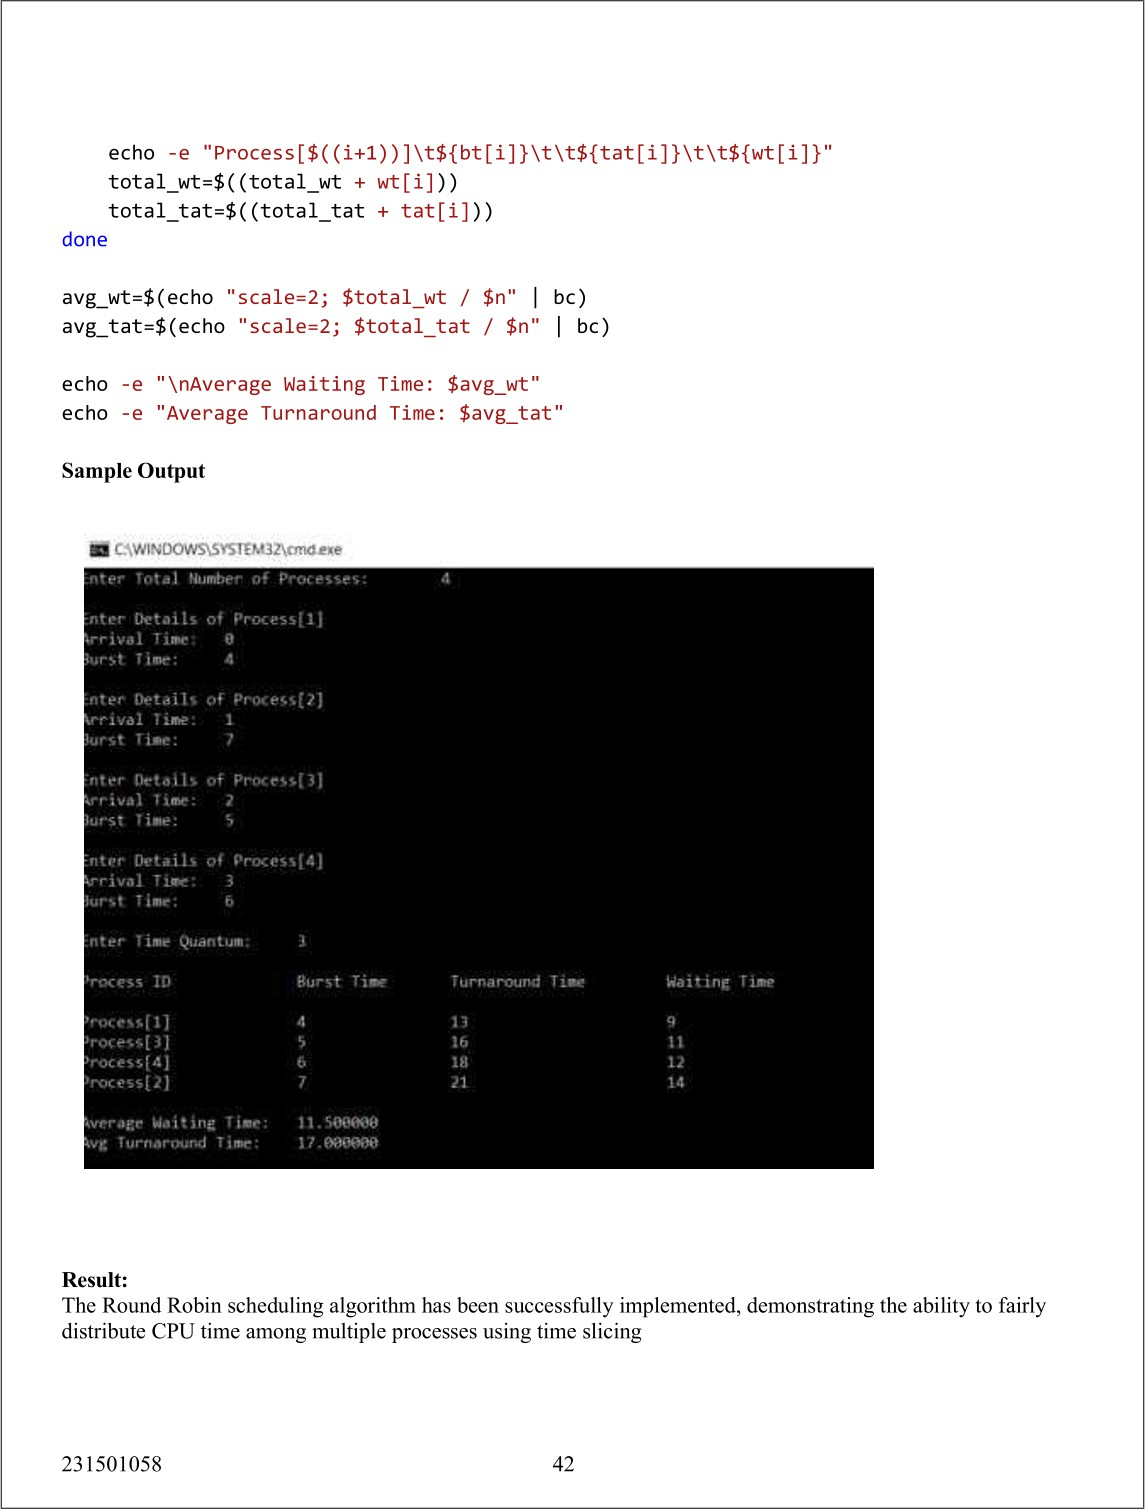 echo -e "Process[$((i+1))]\t${bt[i]}\t\t${tat[i]}\t\t${wt[i]}"
total_wt=$((total_wt + wt[i]))
total_tat=$((total_tat + tat[i]))
done
avg_wt=$(echo "scale=2; $total_wt / $n" | bc)
avg_tat=$(echo "scale=2; $total_tat / $n" | bc)
echo -e "\nAverage Waiting Time: $avg_wt"
echo -e "Average Turnaround Time: $avg_tat"
Sample Output
C:\WINDOWS\SYSTEM32\cmd.exe
Enter Total Number of Processes: 4
Enter Details of Process[1]
Arrival Time: 0
Burst Time: 4
Enter Details of Process[2]
Arrival Time: 1
Burst Time: 7
Enter Details of Process[3]
Arrival Time: 2
Burst Time: 5
Enter Details of Process[4]
Arrival Time: 3
Burst Time: 6
Enter Time Quantum: 3
Process ID Burst Time Turnaround Time Waiting Time
Process[1] 4 13 9
Process[3] 5 16 11
Process[4] 6 18 12
Process[2] 7 21 14
Average Waiting Time: 11.500000
Avg Turnaround Time: 17.000000
Result:
The Round Robin scheduling algorithm has been successfully implemented, demonstrating the ability to fairly
distribute CPU time among multiple processes using time slicing
231501058 42